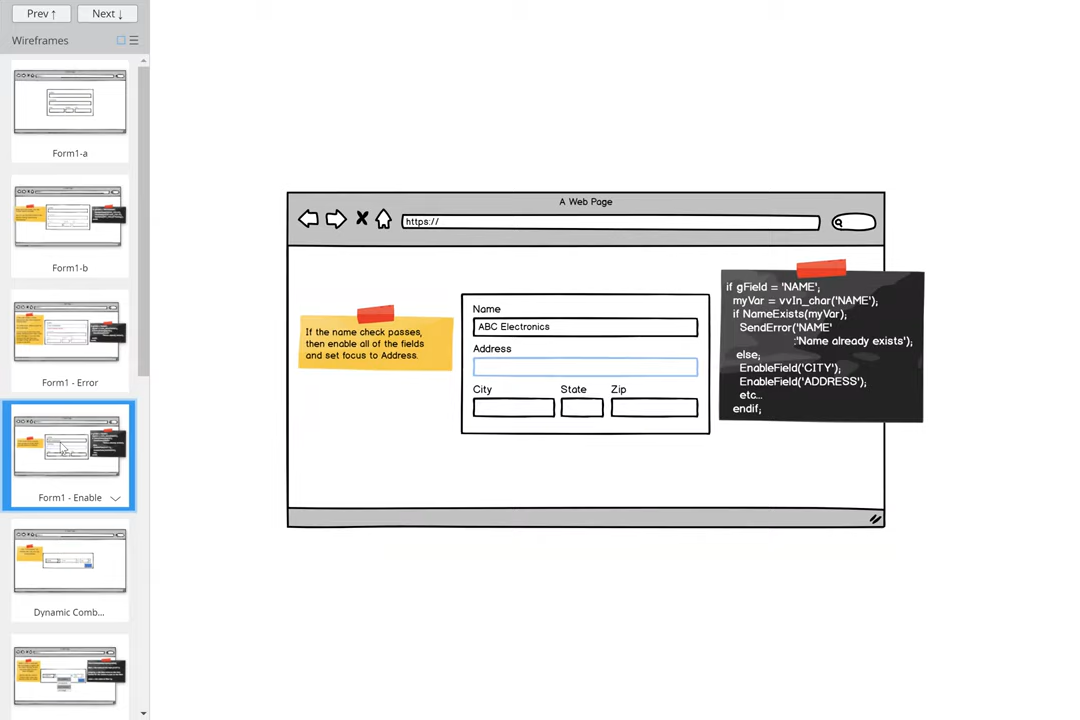 Prev ↑ Next ↓
Wireframes
Form1-a
Form1-b
Form1 - Error
Form1 - Enable
Dynamic Comb...
A Web Page
https://
If the name check passes,
then enable all of the fields
and set focus to Address.
Name
ABC Electronics
Address
City State Zip
if gField = 'NAME';
myVar = vvIn_char('NAME');
if NameExists(myVar);
SendError('NAME'
:'Name already exists');
else;
EnableField('CITY');
EnableField('ADDRESS');
etc...
endif;